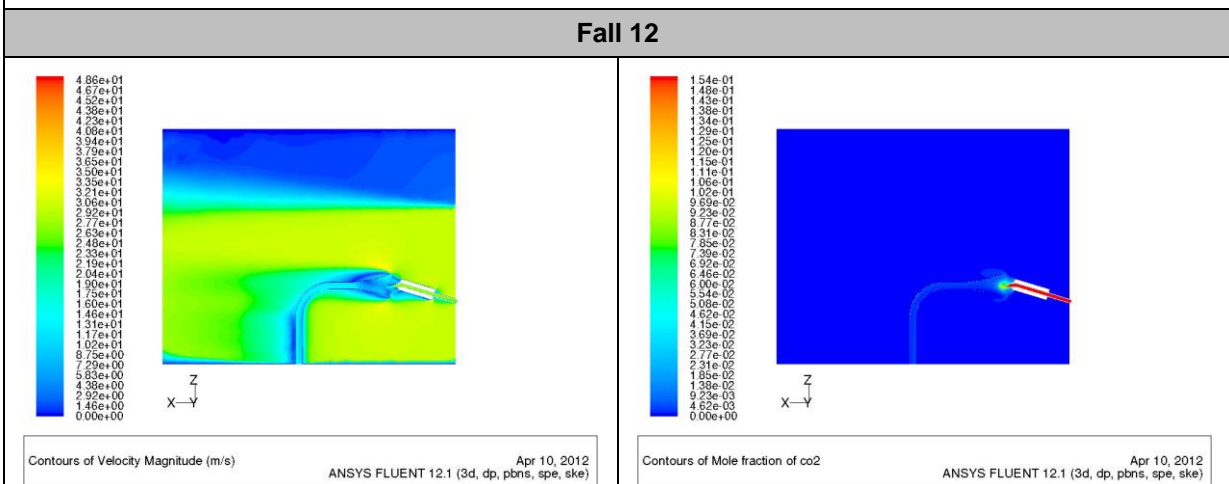 Fall 12
4.86e+01
4.67e+01
4.52e+01
4.38e+01
4.23e+01
4.08e+01
3.94e+01
3.79e+01
3.65e+01
3.50e+01
3.35e+01
3.21e+01
3.06e+01
2.92e+01
2.77e+01
2.63e+01
2.48e+01
2.33e+01
2.19e+01
2.04e+01
1.90e+01
1.75e+01
1.60e+01
1.46e+01
1.31e+01
1.17e+01
1.02e+01
8.75e+00
7.29e+00
5.83e+00
4.38e+00
2.92e+00
1.46e+00
0.00e+00
Z
X
Y
Contours of Velocity Magnitude (m/s)
Apr 10, 2012
ANSYS FLUENT 12.1 (3d, dp, pbns, spe, ske)
1.54e-01
1.48e-01
1.43e-01
1.38e-01
1.34e-01
1.29e-01
1.25e-01
1.20e-01
1.15e-01
1.11e-01
1.06e-01
1.02e-01
9.69e-02
9.23e-02
8.77e-02
8.31e-02
7.85e-02
7.39e-02
6.92e-02
6.46e-02
6.00e-02
5.54e-02
5.08e-02
4.62e-02
4.15e-02
3.69e-02
3.23e-02
2.77e-02
2.31e-02
1.85e-02
1.38e-02
9.23e-03
4.62e-03
0.00e+00
Z
X
Y
Contours of Mole fraction of co2
Apr 10, 2012
ANSYS FLUENT 12.1 (3d, dp, pbns, spe, ske)